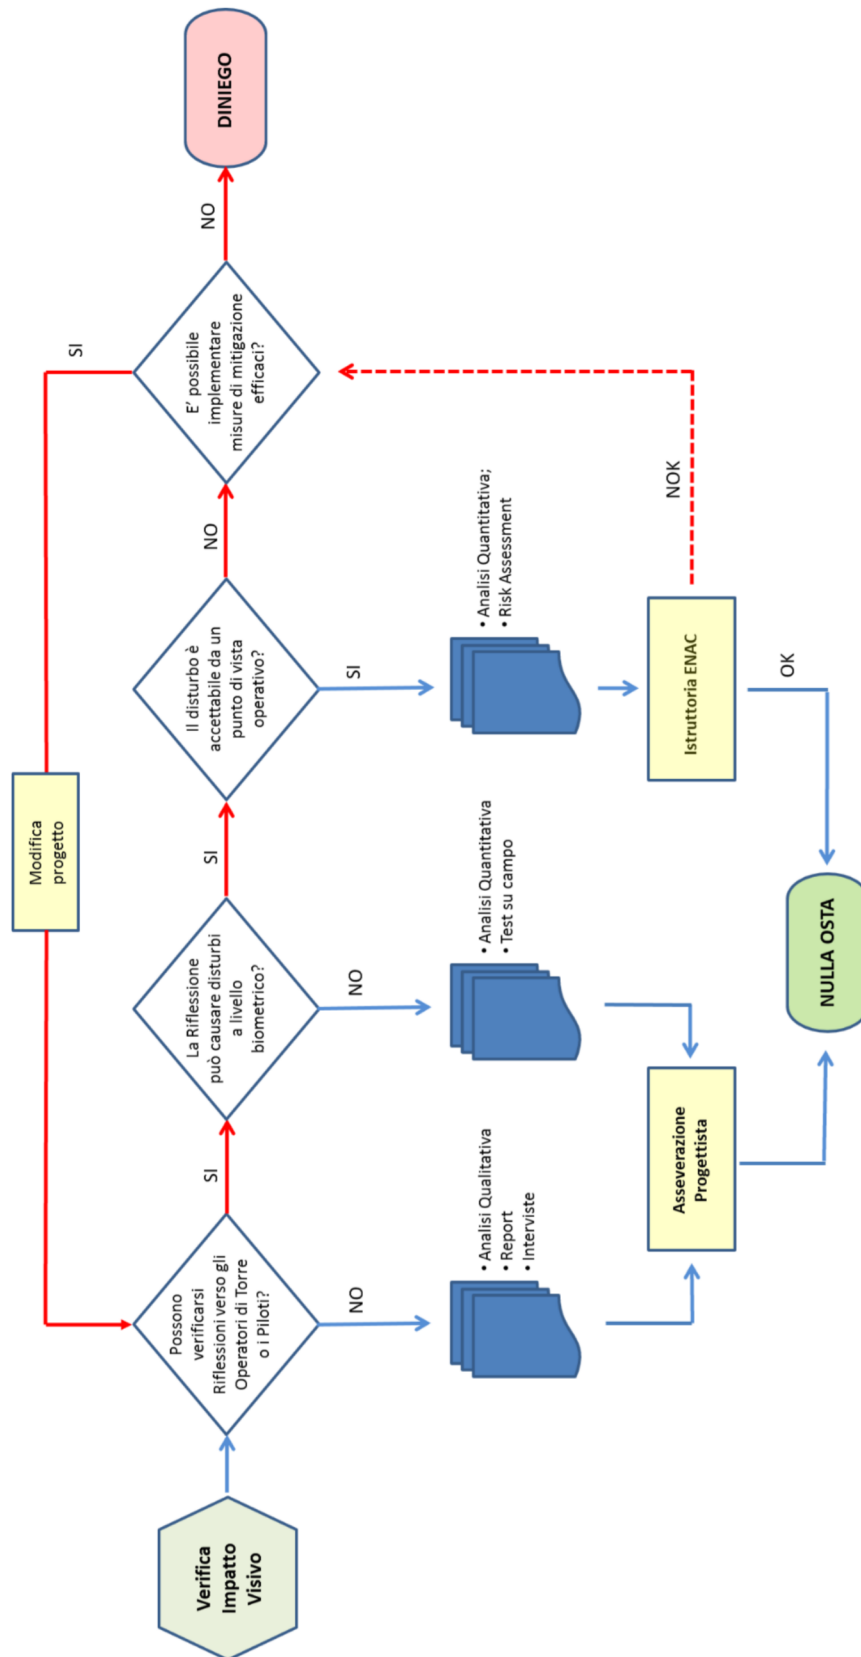 Verifica
Impatto
Visivo
Possono
verificarsi
Riflessioni verso gli
Operatori di Torre
o i Piloti?
SI
NO
• Analisi Qualitativa
• Report
• Interviste
La Riflessione
può causare disturbi
a livello
biometrico?
SI
NO
• Analisi Quantitativa
• Test su campo
Asseverazione
Progettista
Il disturbo è
accettabile da un
punto di vista
operativo?
NO
SI
• Analisi Quantitativa;
• Risk Assessment
Istruttoria ENAC
NOK
OK
NULLA OSTA
E' possibile
implementare
misure di mitigazione
efficaci?
SI
NO
Modifica
progetto
DINIEGO